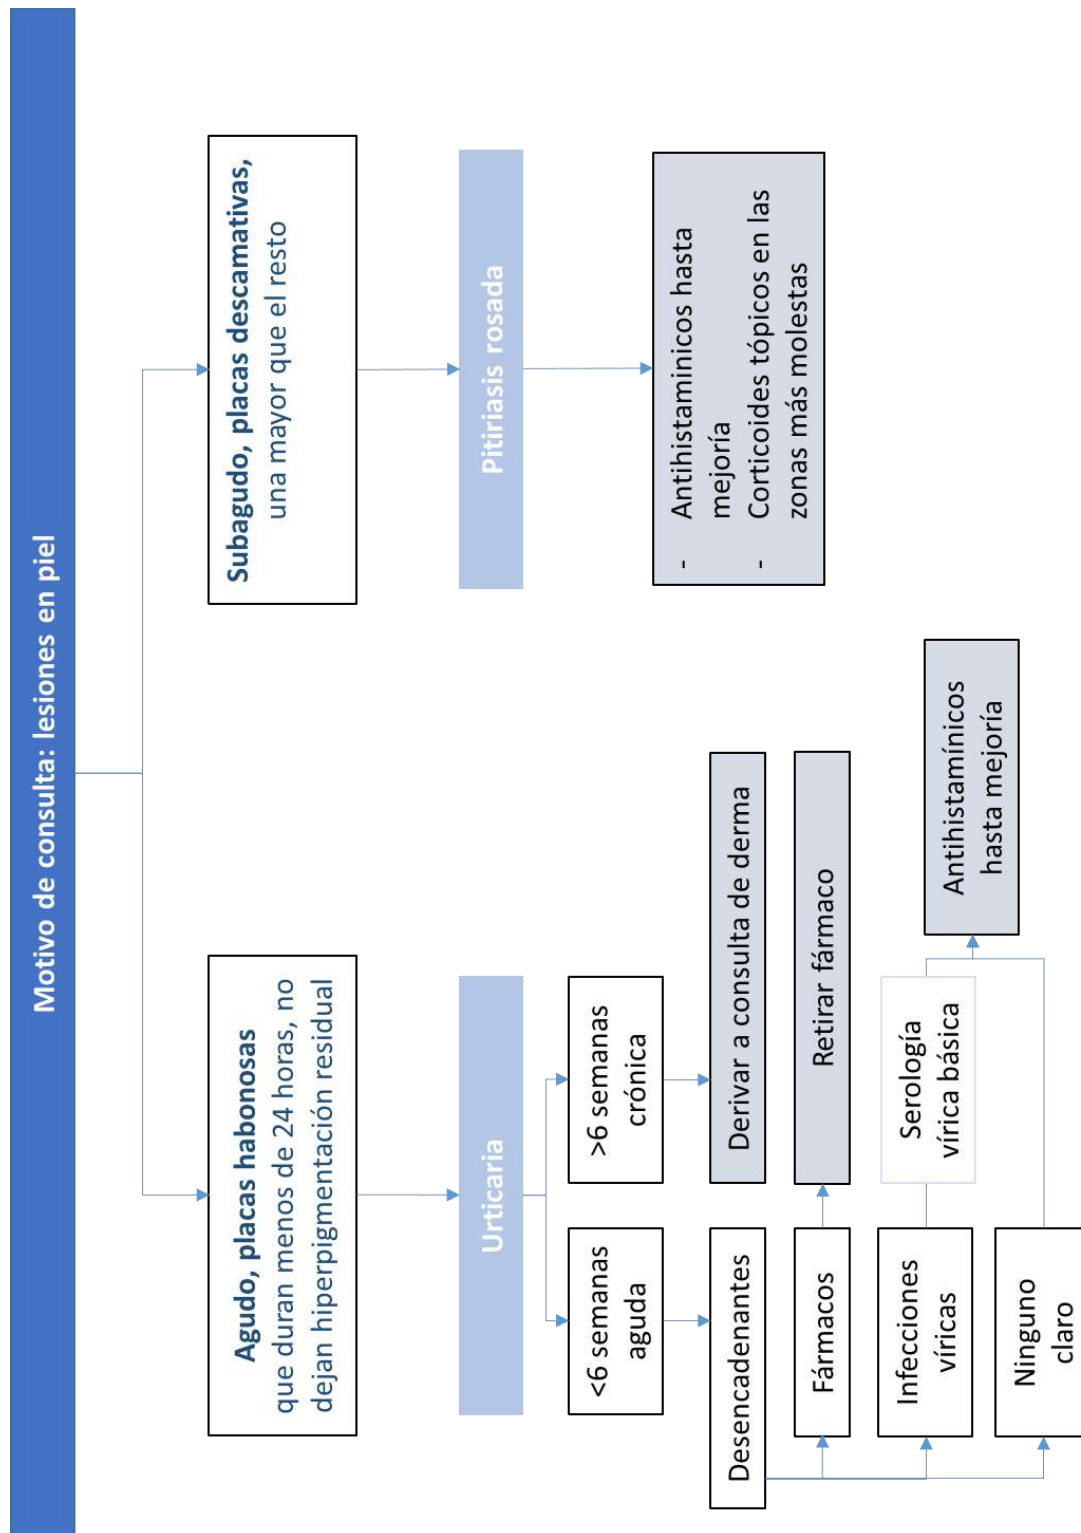 Motivo de consulta: lesiones en piel
Agudo, placas habonosas
que duran menos de 24 horas, no
dejan hiperpigmentación residual
Urticaria
<6 semanas
aguda
>6 semanas
crónica
Desencadenantes
Derivar a consulta de derma
Fármacos
Retirar fármaco
Infecciones
víricas
Serología
vírica básica
Ninguno
claro
Antihistamínicos
hasta mejoría
Subagudo, placas descamativas,
una mayor que el resto
Pitiriasis rosada
- Antihistaminicos hasta
mejoría
- Corticoides tópicos en las
zonas más molestas